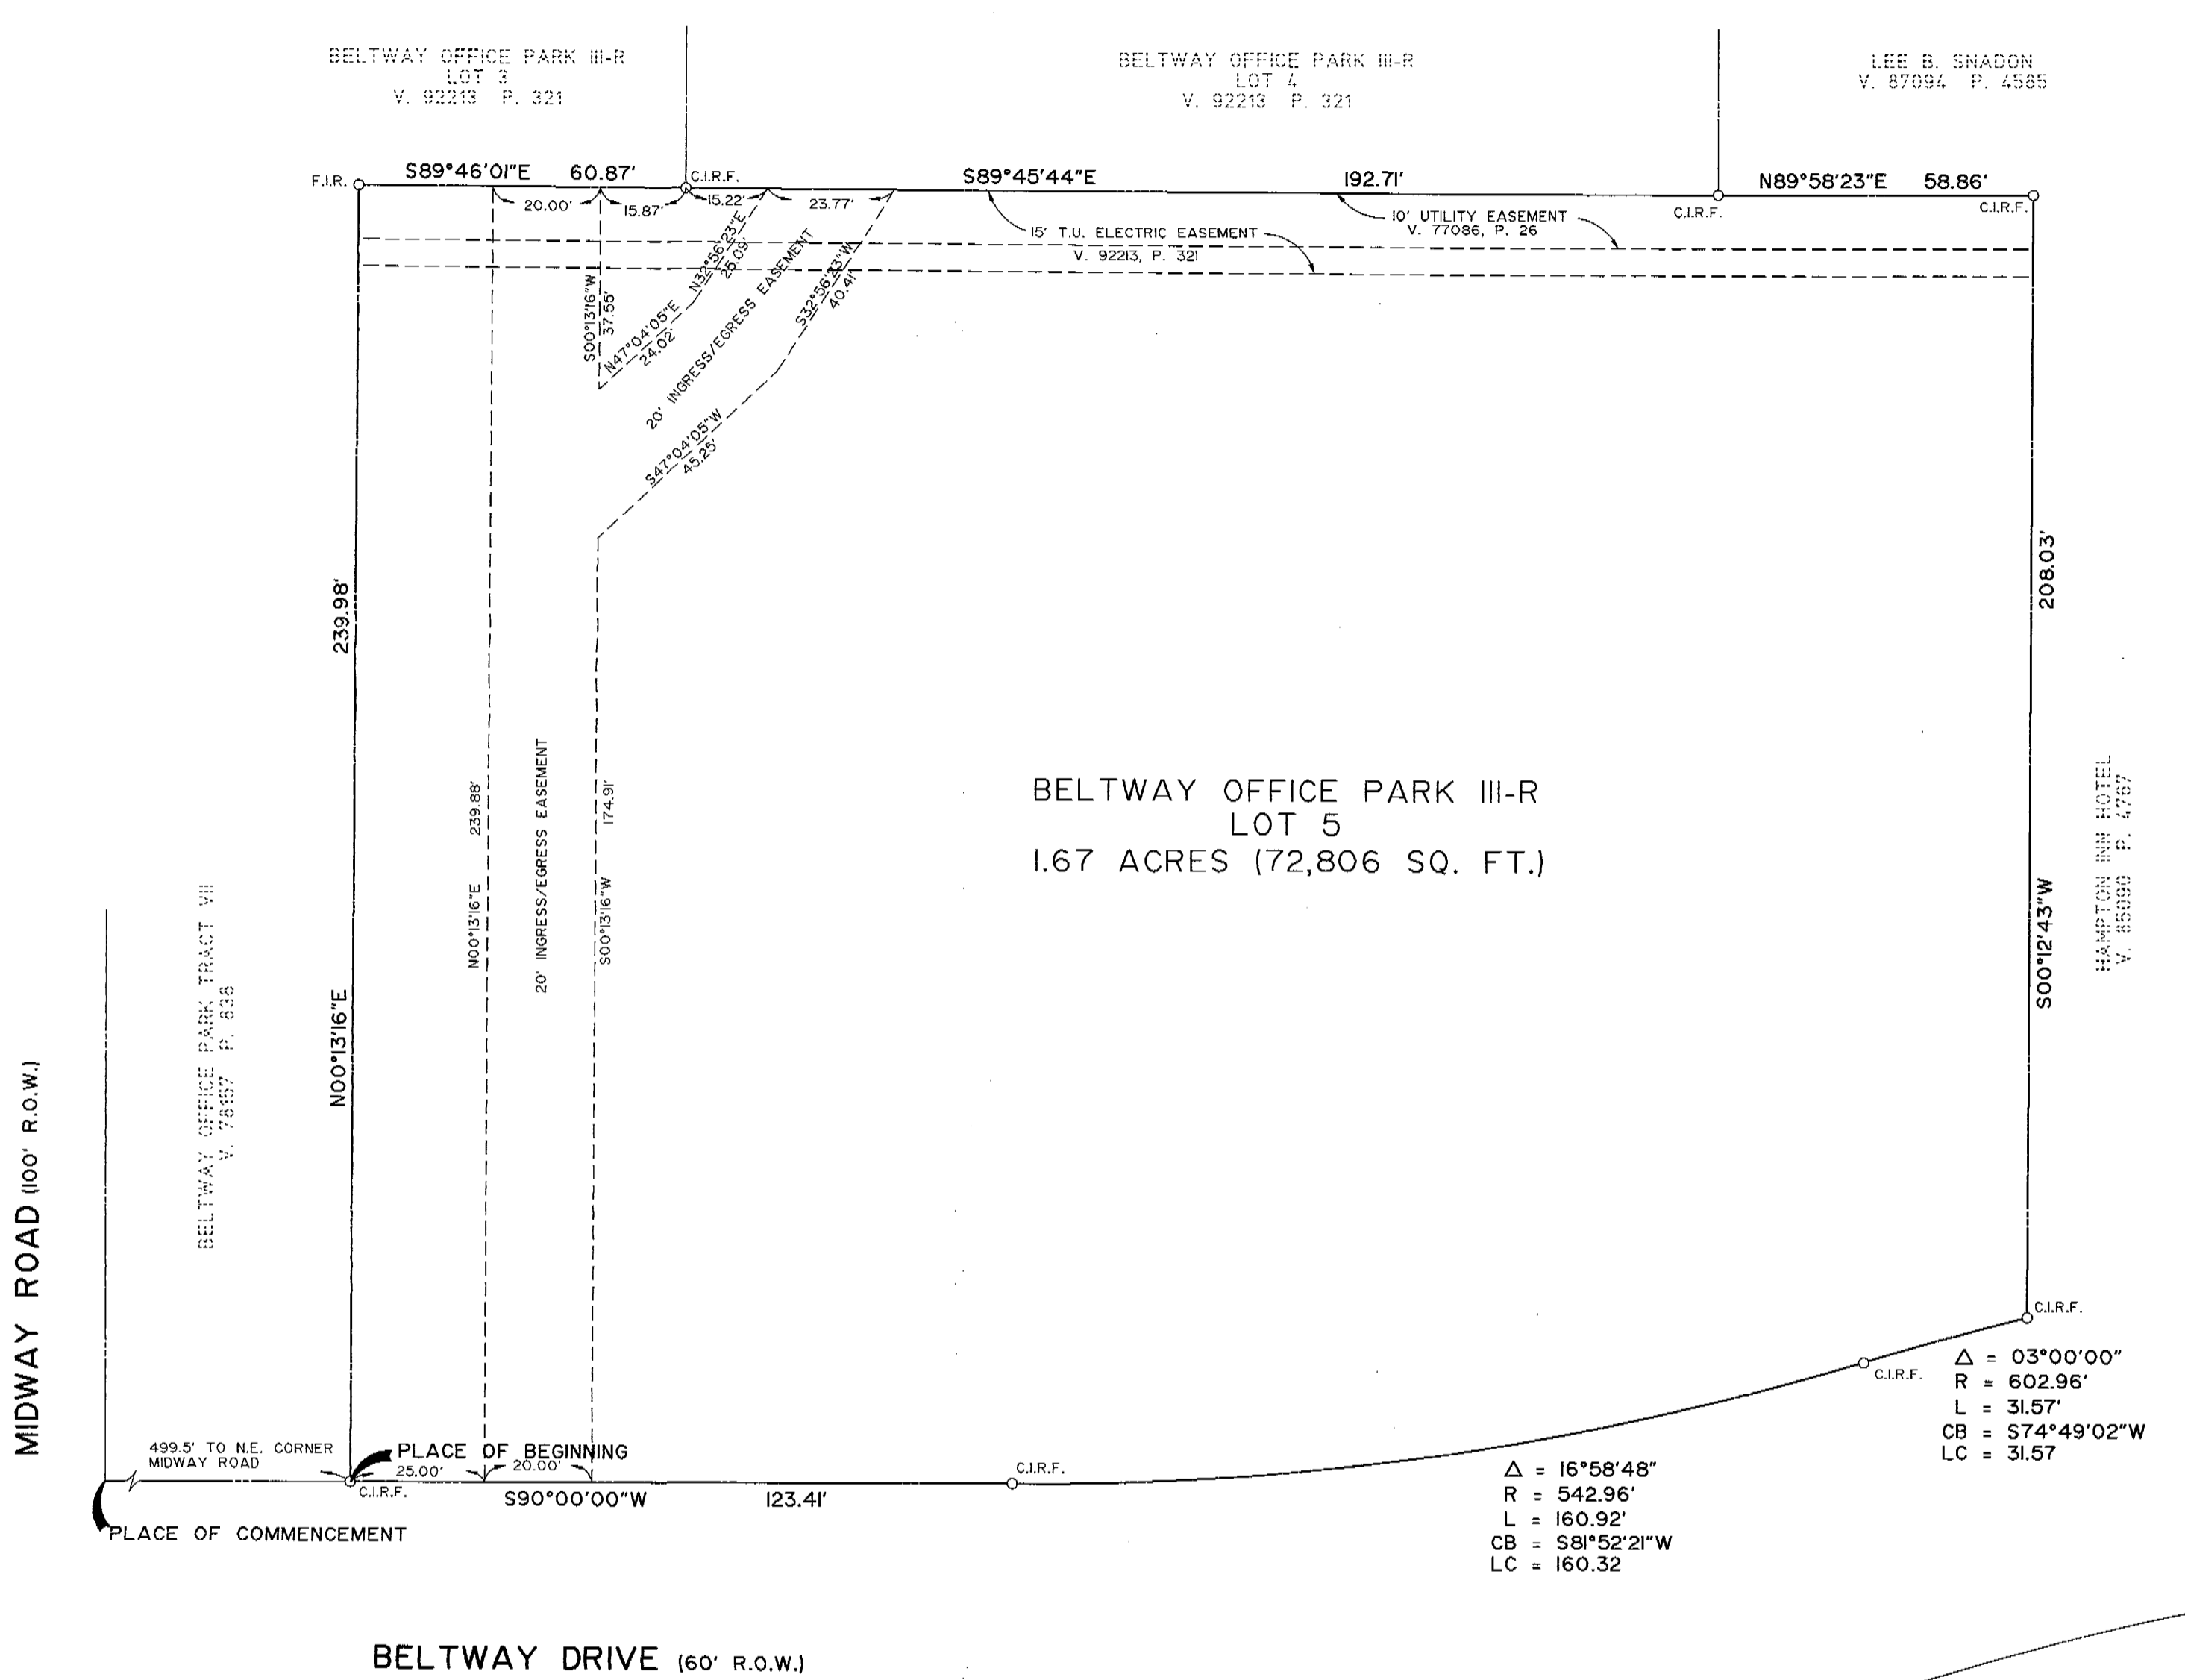 BELTWAY OFFICE PARK III-R
LOT 3
V. 92213 P. 321
BELTWAY OFFICE PARK III-R
LOT 4
V. 92213 P. 321
LEE B. SNADON
V. 87094 P. 4585
F.I.R.
S89°46'01"E 60.87'
C.I.R.F.
S89°45'44"E 192.71'
N89°58'23"E 58.86'
C.I.R.F.
C.I.R.F.
20.00'
15.87'
15.22'
23.77'
15' T.U. ELECTRIC EASEMENT
V. 92213, P. 321
10' UTILITY EASEMENT
V. 77086, P. 26
S00°13'16"W
37.55'
N47°04'05"E
24.02'
N32°56'23"E
25.09'
20' INGRESS/EGRESS EASEMENT
S32°56'23"W
40.41'
S47°04'05"W
45.25'
239.98'
N00°13'16"E
239.88'
N00°13'16"E
20' INGRESS/EGRESS EASEMENT
174.91'
S00°13'16"W
BELTWAY OFFICE PARK III-R
LOT 5
1.67 ACRES (72,806 SQ. FT.)
208.03'
S00°12'43"W
HAMPTON INN HOTEL
V. 85090 P. 4767
BELTWAY OFFICE PARK TRACT VII
V. 78157 P. 838
MIDWAY ROAD (100' R.O.W.)
499.5' TO N.E. CORNER
MIDWAY ROAD
PLACE OF BEGINNING
25.00'
20.00'
C.I.R.F.
S90°00'00"W 123.41'
C.I.R.F.
PLACE OF COMMENCEMENT
C.I.R.F.
C.I.R.F.
Δ = 03°00'00"
R = 602.96'
L = 31.57'
CB = S74°49'02"W
LC = 31.57
Δ = 16°58'48"
R = 542.96'
L = 160.92'
CB = S81°52'21"W
LC = 160.32
BELTWAY DRIVE (60' R.O.W.)